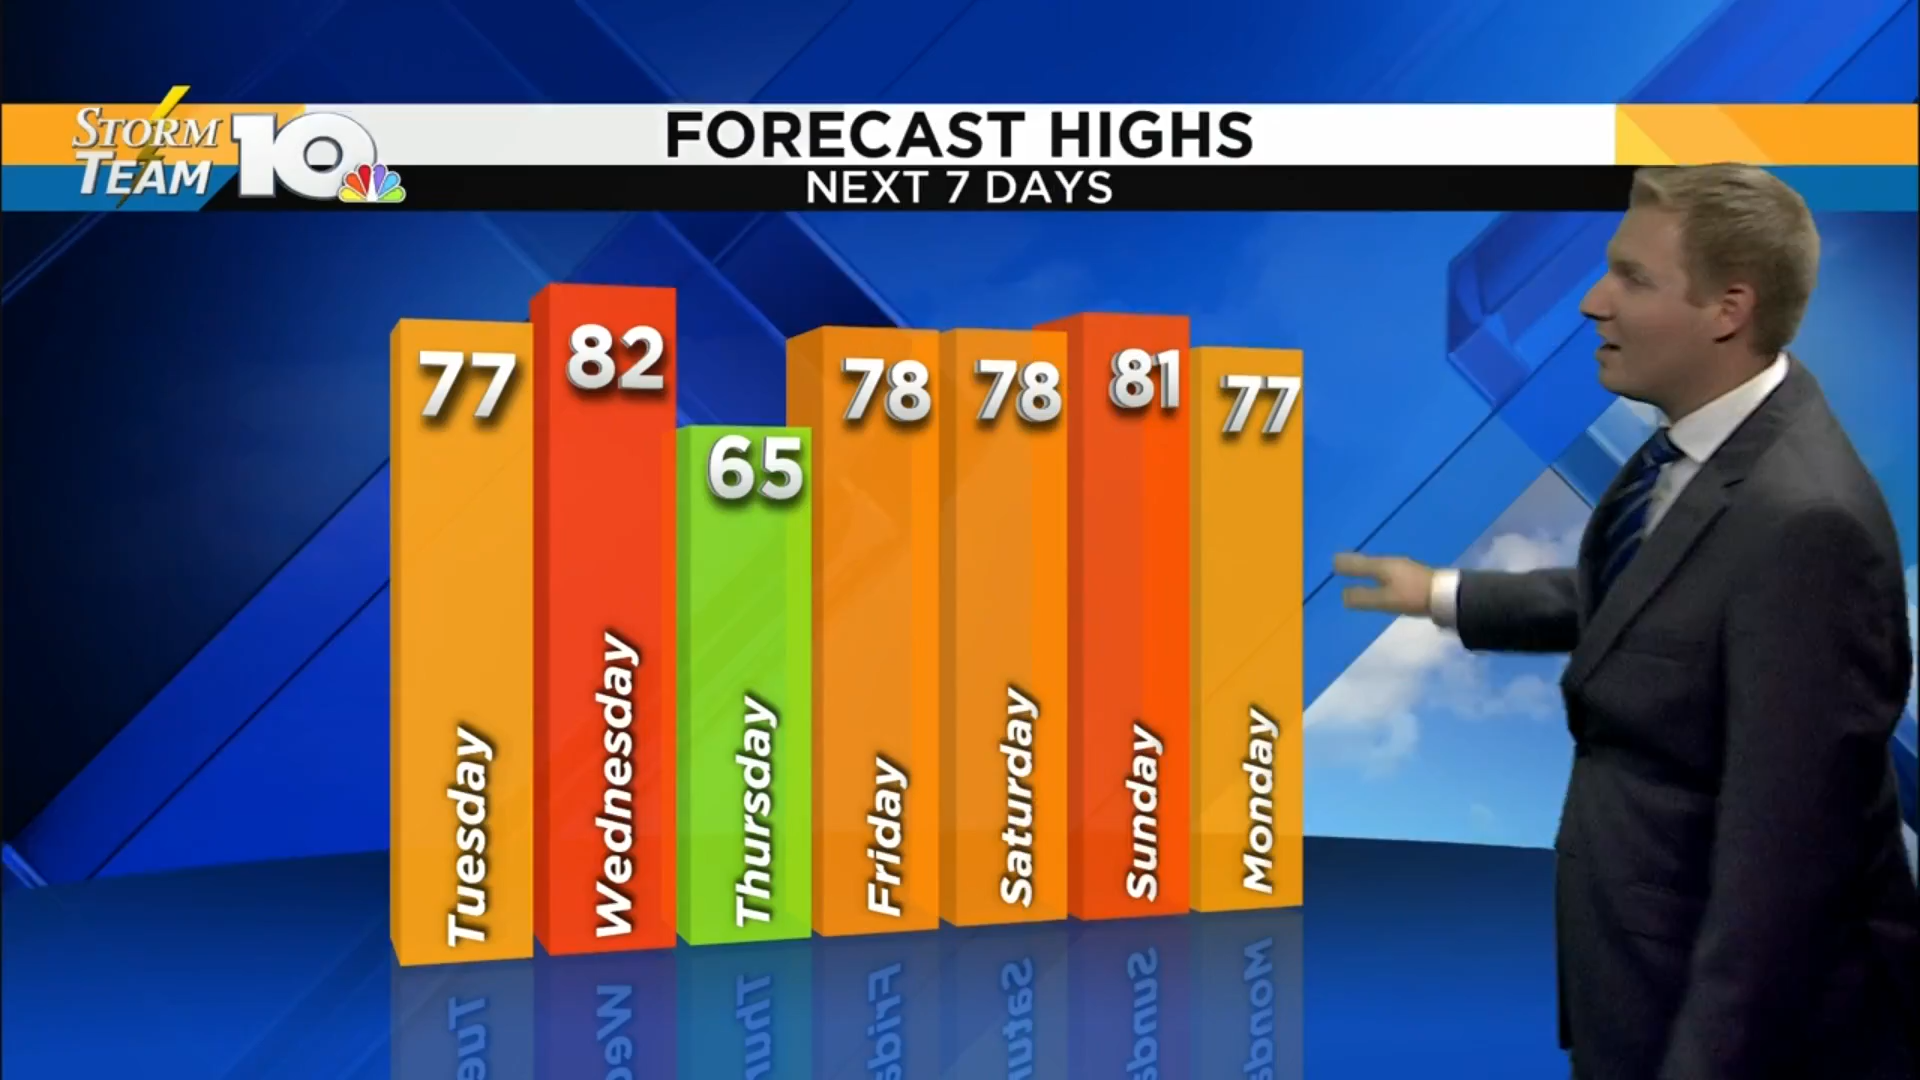 STORM
TEAM
10
FORECAST HIGHS
NEXT 7 DAYS
77
82
65
78
78
81
77
Tuesday
Wednesday
Thursday
Friday
Saturday
Sunday
Monday